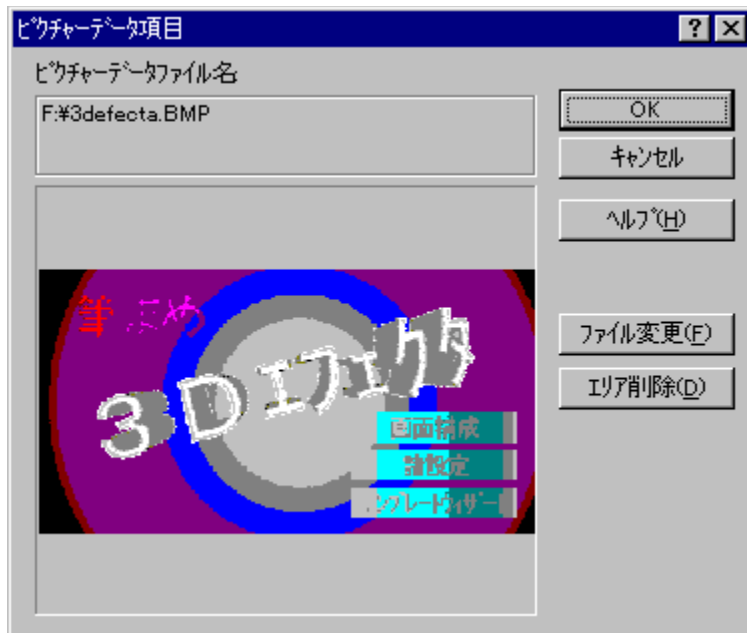 ピクチャーデータ項目
ピクチャーデータファイル名
F:¥3defecta.BMP
OK
キャンセル
ヘルプ(H)
ファイル変更(F)
エリア削除(D)
筆まめ
3Dエフェクタ
画面構成
諸設定
ンプレートウィザード